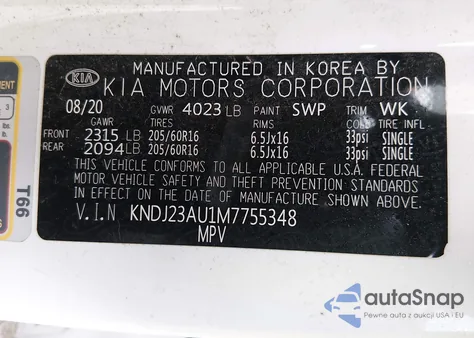 MANUFACTURED IN KOREA BY
KIA KIA MOTORS CORPORATION
08/20 GVWR 4023 LB PAINT SWP TRIM WK
GAWR TIRES RIMS COLD TIRE INFL
FRONT 2315 LB 205/60R16 6.5Jx16 33psi SINGLE
REAR 2094 LB 205/60R16 6.5Jx16 33psi SINGLE
THIS VEHICLE CONFORMS TO ALL APPLICABLE U.S.A. FEDERAL
MOTOR VEHICLE SAFETY AND THEFT PREVENTION STANDARDS
IN EFFECT ON THE DATE OF MANUFACTURE SHOWN ABOVE.
V.I.N KNDJ23AU1M7755348
MPV
T66
autoSnap
Pewne auta z aukcji USA i EU